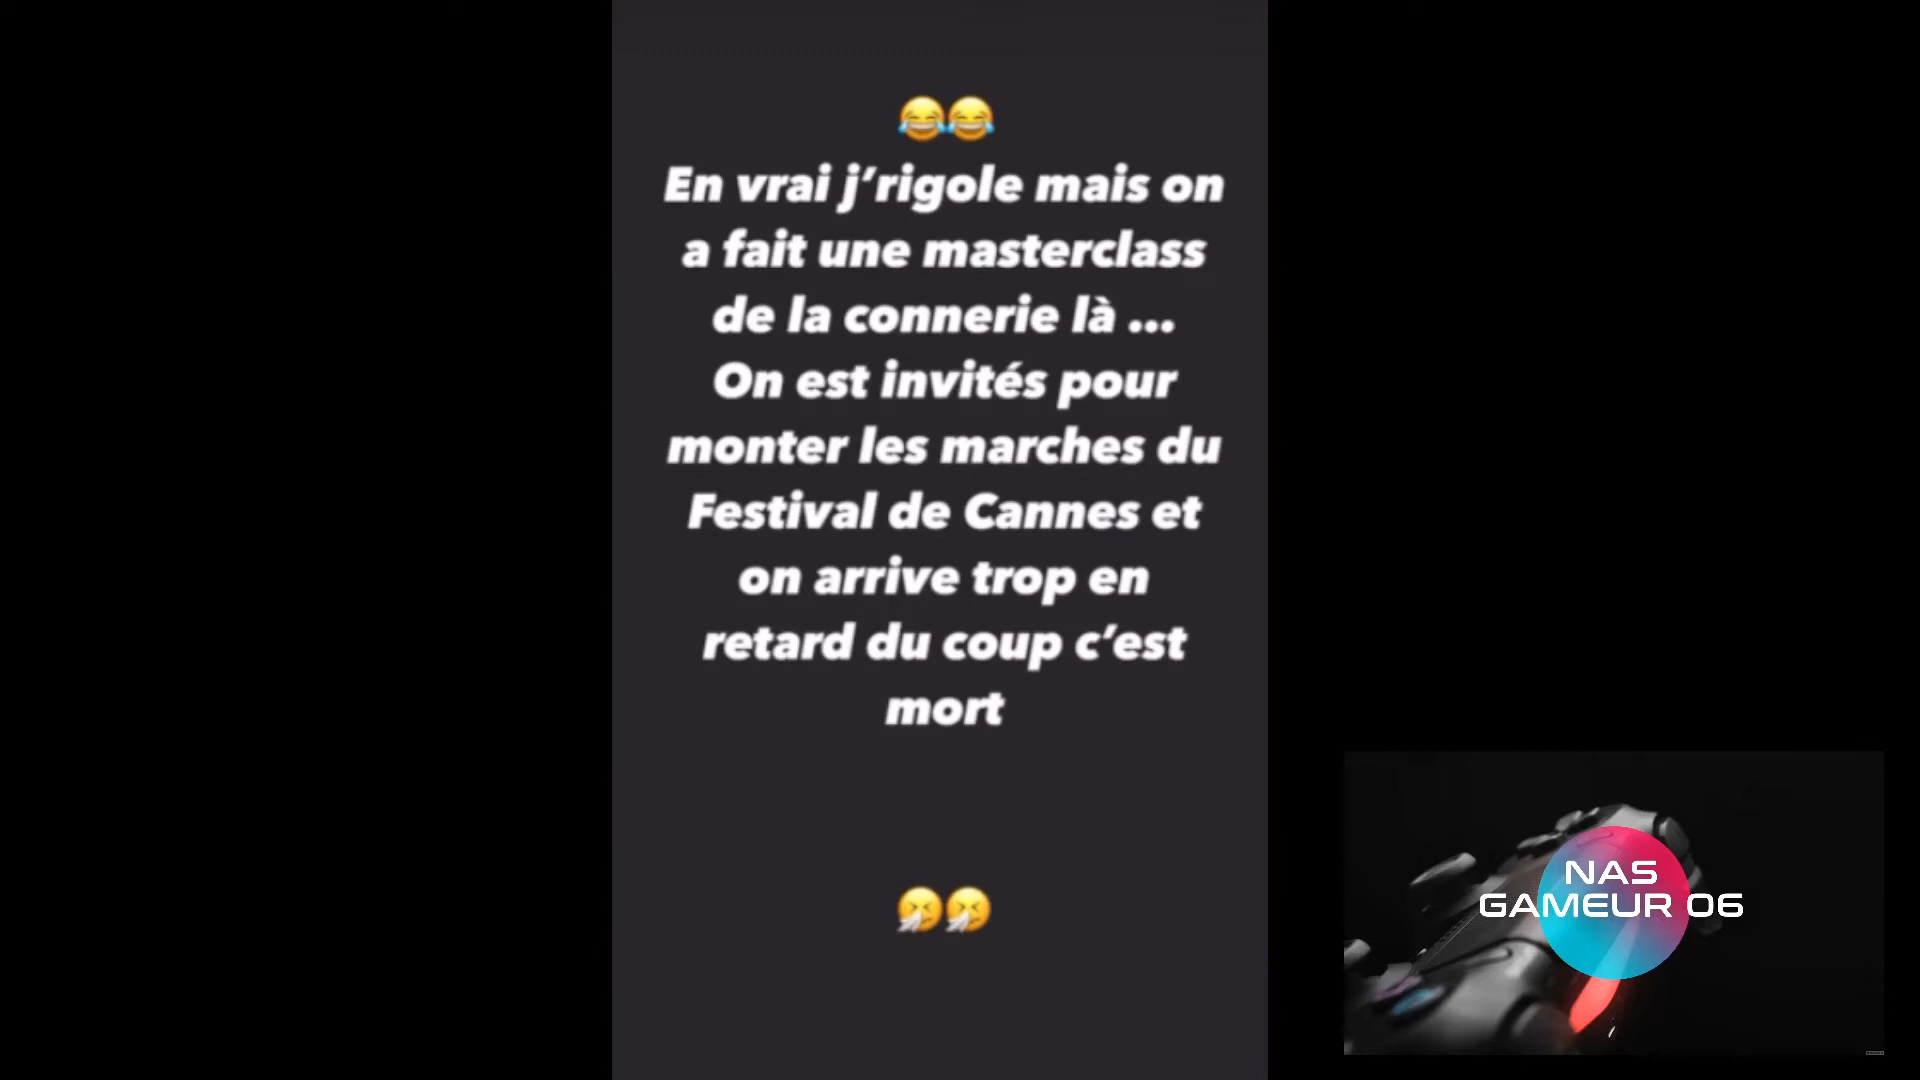 😂😂
En vrai j’rigole mais on
a fait une masterclass
de la connerie là ...
On est invités pour
monter les marches du
Festival de Cannes et
on arrive trop en
retard du coup c’est
mort
🤧🤧
NAS
GAMEUR 06